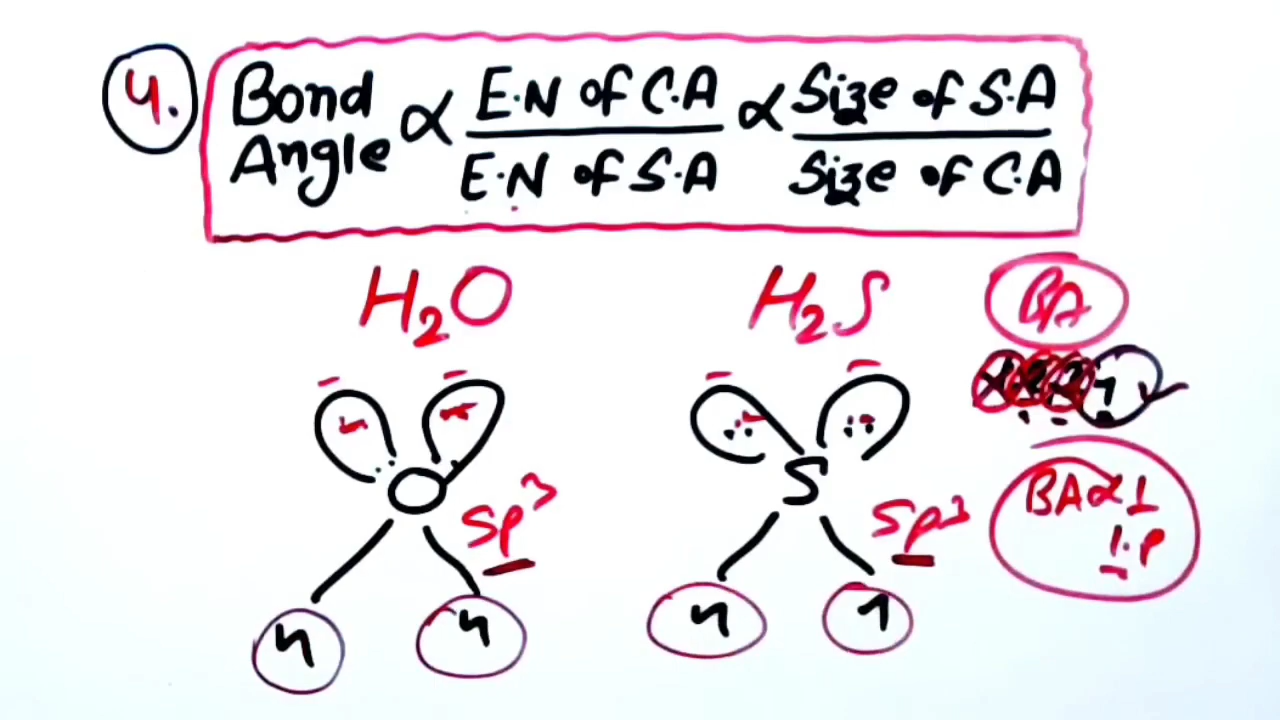 4.
Bond Angle ∝ E.N of C.A / E.N of S.A ∝ Size of S.A / Size of C.A
H₂O
H₂S
BA
O
S
Sp³
Sp³
BA ∝ 1 / l.p